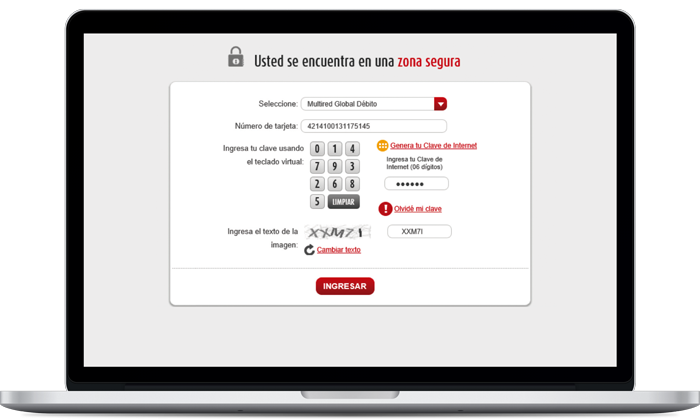 Usted se encuentra en una zona segura
Seleccione: Multired Global Débito
Número de tarjeta: 4214100131175145
Ingresa tu clave usando
el teclado virtual:
0 1 4
7 9 3
2 6 8
5 LIMPIAR
Genera tu Clave de Internet
Ingresa tu Clave de
Internet (06 dígitos)
••••••
Olvidé mi clave
Ingresa el texto de la
imagen:
XXM7I
XXM7I
Cambiar texto
INGRESAR